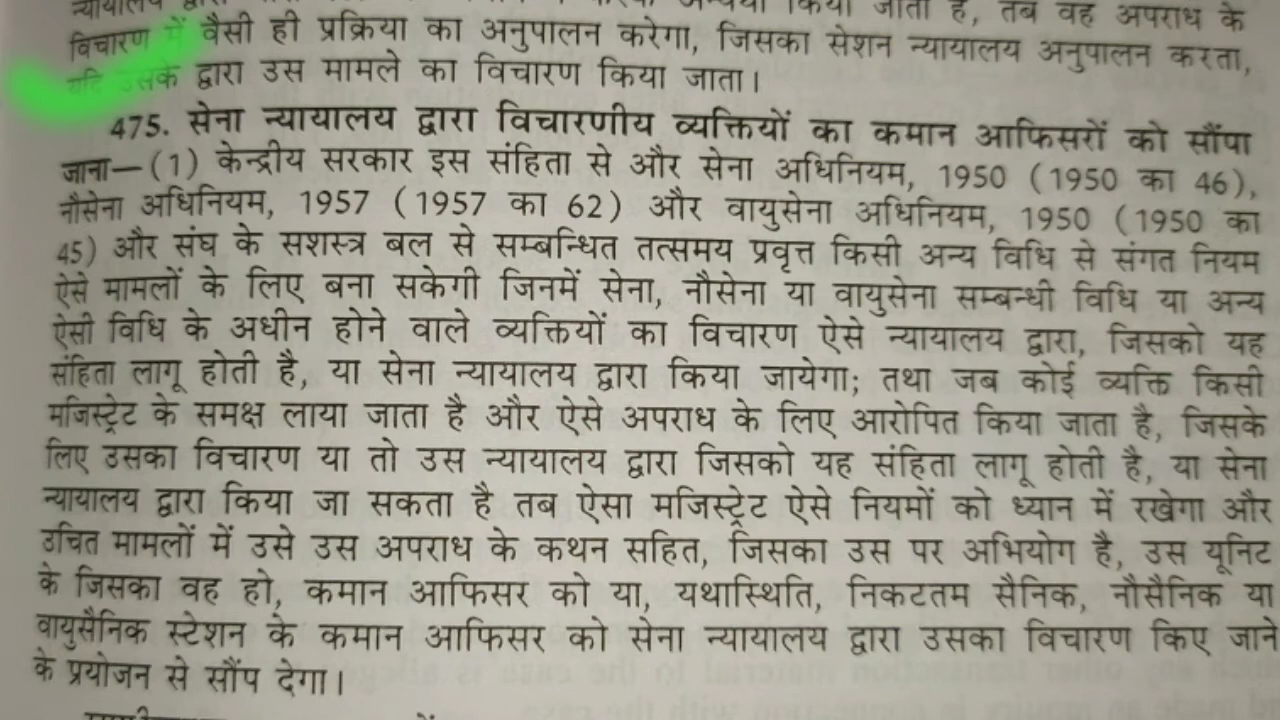 न्यायालय द्वारा किया जाता है, तब वह अपराध के
विचारण में वैसी ही प्रक्रिया का अनुपालन करेगा, जिसका सेशन न्यायालय अनुपालन करता,
यदि उसके द्वारा उस मामले का विचारण किया जाता।
475. सेना न्यायालय द्वारा विचारणीय व्यक्तियों का कमान आफिसरों को सौंपा
जाना—(1) केन्द्रीय सरकार इस संहिता से और सेना अधिनियम, 1950 (1950 का 46),
नौसेना अधिनियम, 1957 (1957 का 62) और वायुसेना अधिनियम, 1950 (1950 का
45) और संघ के सशस्त्र बल से सम्बन्धित तत्समय प्रवृत्त किसी अन्य विधि से संगत नियम
ऐसे मामलों के लिए बना सकेगी जिनमें सेना, नौसेना या वायुसेना सम्बन्धी विधि या अन्य
ऐसी विधि के अधीन होने वाले व्यक्तियों का विचारण ऐसे न्यायालय द्वारा, जिसको यह
संहिता लागू होती है, या सेना न्यायालय द्वारा किया जायेगा; तथा जब कोई व्यक्ति किसी
मजिस्ट्रेट के समक्ष लाया जाता है और ऐसे अपराध के लिए आरोपित किया जाता है, जिसके
लिए उसका विचारण या तो उस न्यायालय द्वारा जिसको यह संहिता लागू होती है, या सेना
न्यायालय द्वारा किया जा सकता है तब ऐसा मजिस्ट्रेट ऐसे नियमों को ध्यान में रखेगा और
उचित मामलों में उसे उस अपराध के कथन सहित, जिसका उस पर अभियोग है, उस यूनिट
के जिसका वह हो, कमान आफिसर को या, यथास्थिति, निकटतम सैनिक, नौसैनिक या
वायुसैनिक स्टेशन के कमान आफिसर को सेना न्यायालय द्वारा उसका विचारण किए जाने
के प्रयोजन से सौंप देगा।